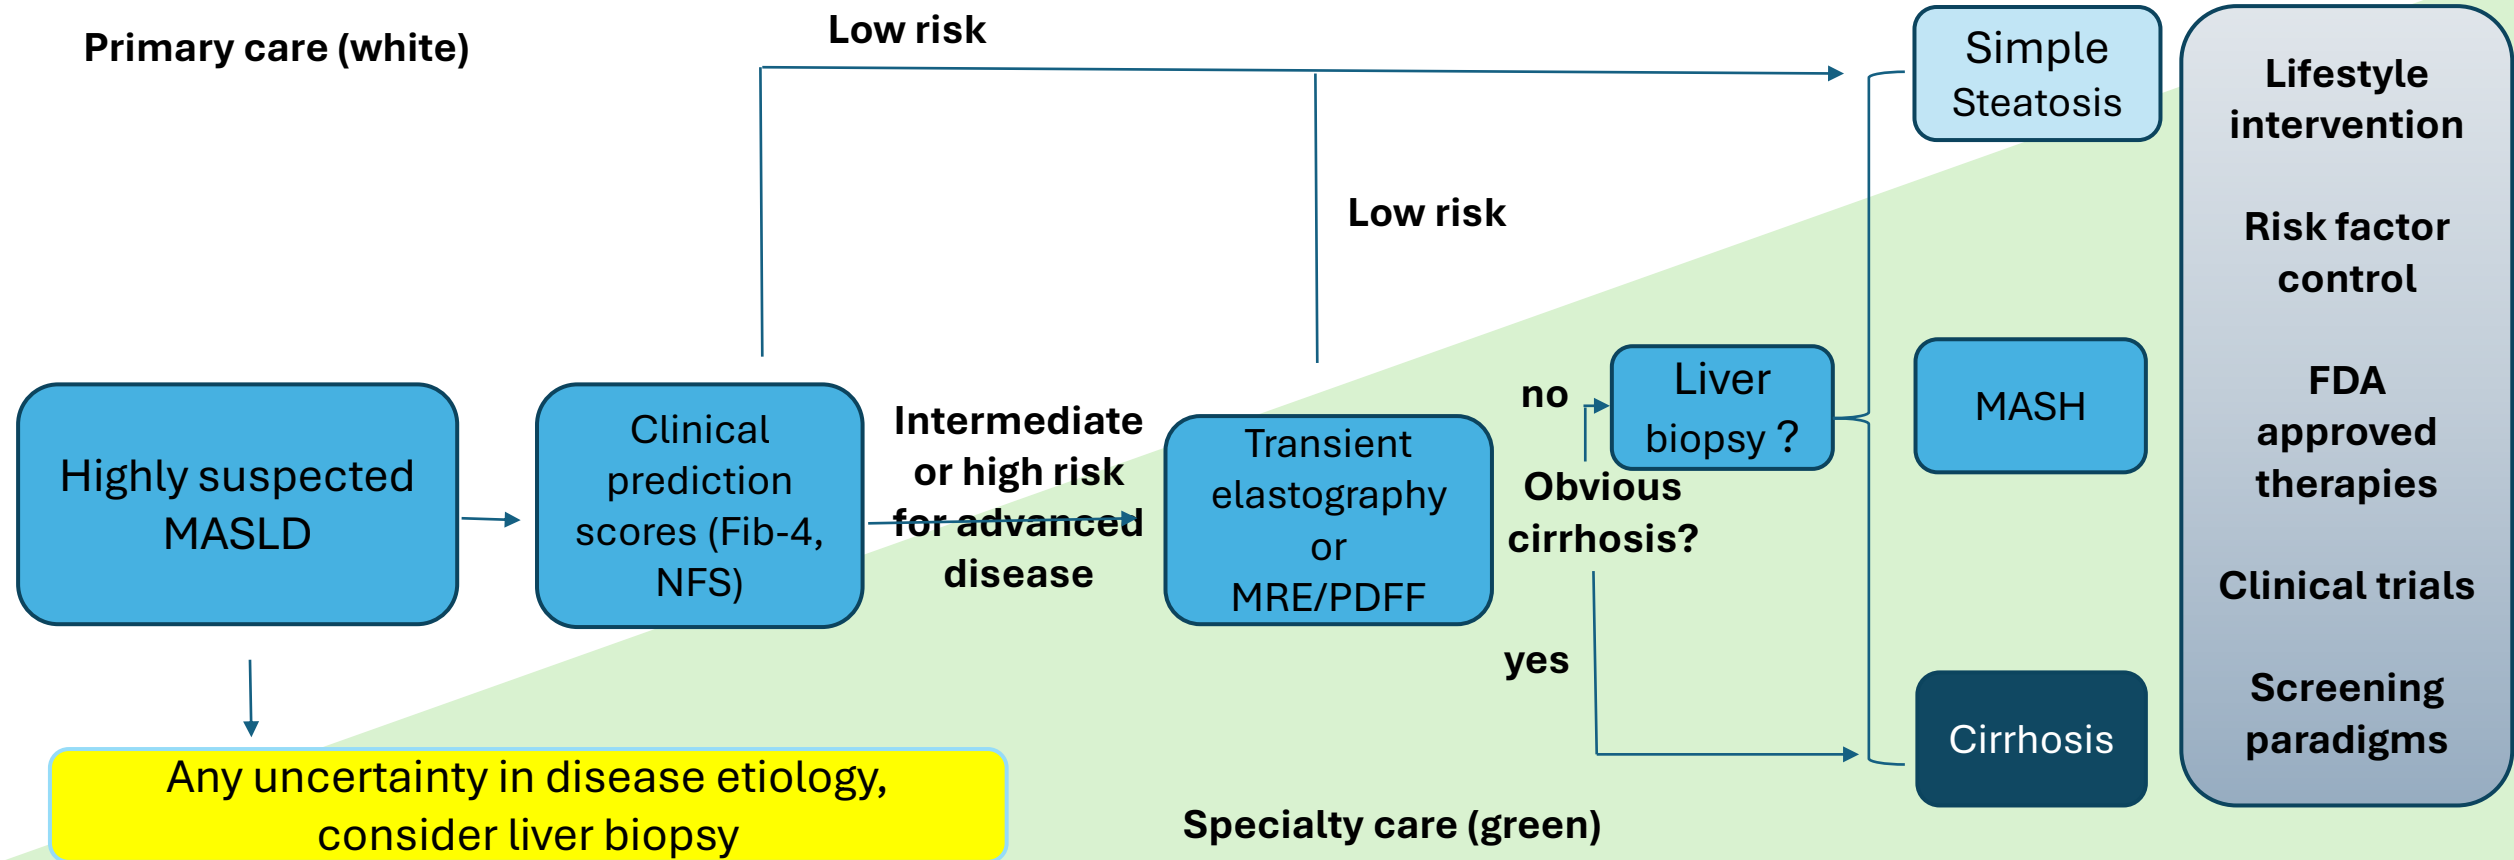 Primary care (white)
Low risk
Low risk
Highly suspected
MASLD
Any uncertainty in disease etiology,
consider liver biopsy
Clinical
prediction
scores (Fib-4,
NFS)
Intermediate
or high risk
for advanced
disease
Transient
elastography
or
MRE/PDFF
no
Obvious
cirrhosis?
yes
Liver
biopsy ?
Simple
Steatosis
MASH
Cirrhosis
Lifestyle
intervention
Risk factor
control
FDA
approved
therapies
Clinical trials
Screening
paradigms
Specialty care (green)